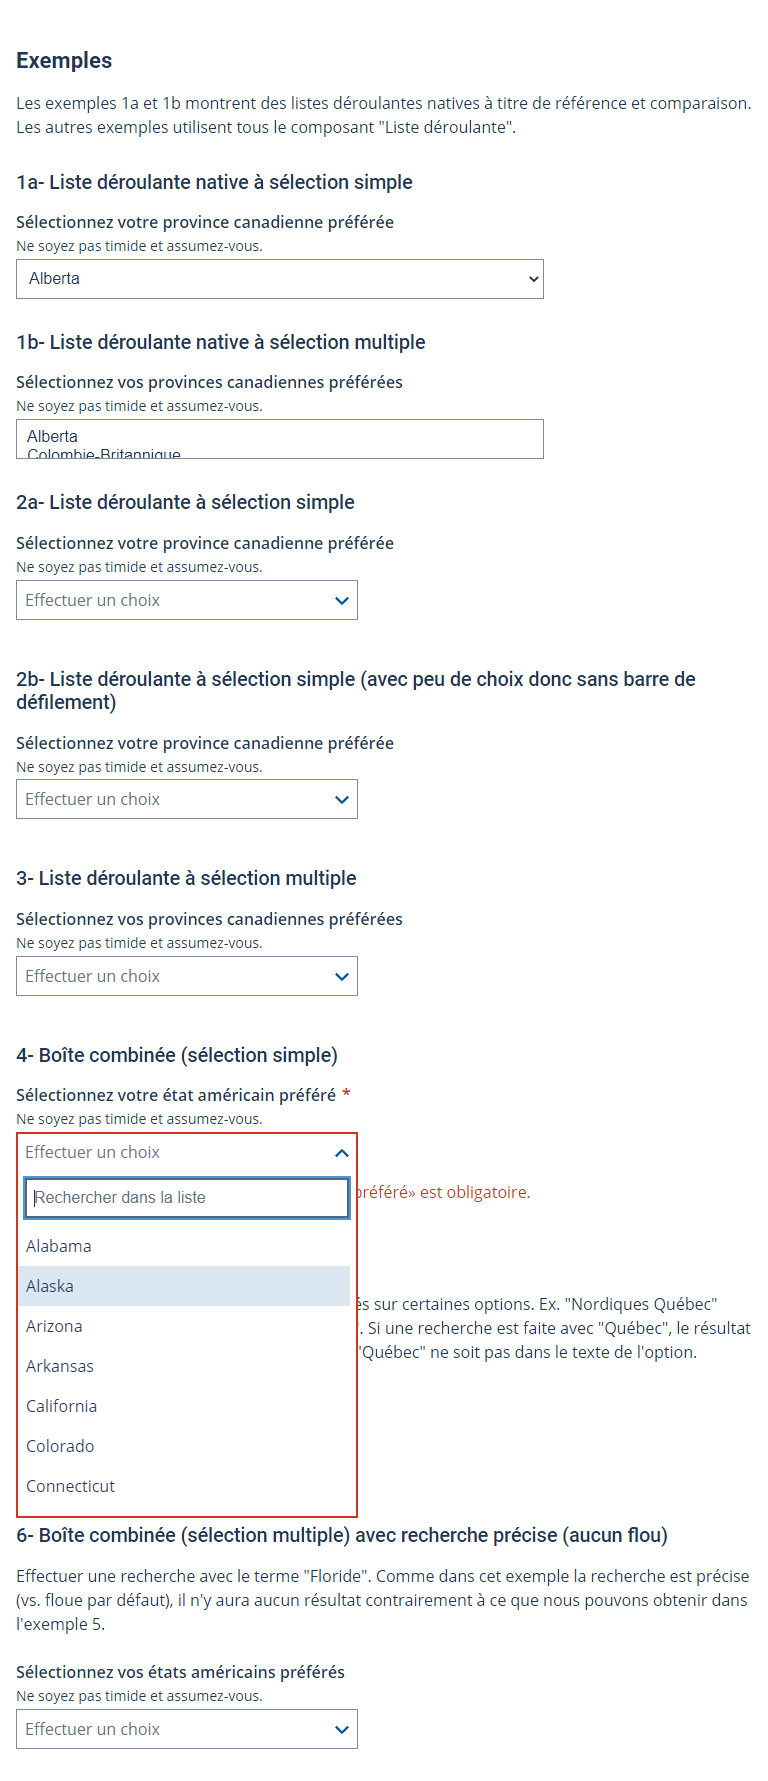 Exemples
Les exemples 1a et 1b montrent des listes déroulantes natives à titre de référence et comparaison.
Les autres exemples utilisent tous le composant "Liste déroulante".
1a- Liste déroulante native à sélection simple
Sélectionnez votre province canadienne préférée
Ne soyez pas timide et assumez-vous.
Alberta
1b- Liste déroulante native à sélection multiple
Sélectionnez vos provinces canadiennes préférées
Ne soyez pas timide et assumez-vous.
Alberta
Colombie-Britannique
2a- Liste déroulante à sélection simple
Sélectionnez votre province canadienne préférée
Ne soyez pas timide et assumez-vous.
Effectuer un choix
2b- Liste déroulante à sélection simple (avec peu de choix donc sans barre de
défilement)
Sélectionnez votre province canadienne préférée
Ne soyez pas timide et assumez-vous.
Effectuer un choix
3- Liste déroulante à sélection multiple
Sélectionnez vos provinces canadiennes préférées
Ne soyez pas timide et assumez-vous.
Effectuer un choix
4- Boîte combinée (sélection simple)
Sélectionnez votre état américain préféré *
Ne soyez pas timide et assumez-vous.
Effectuer un choix
Rechercher dans la liste
préféré» est obligatoire.
Alabama
Alaska
Arizona
Arkansas
California
Colorado
Connecticut
és sur certaines options. Ex. "Nordiques Québec"
". Si une recherche est faite avec "Québec", le résultat
"Québec" ne soit pas dans le texte de l'option.
6- Boîte combinée (sélection multiple) avec recherche précise (aucun flou)
Effectuer une recherche avec le terme "Floride". Comme dans cet exemple la recherche est précise
(vs. floue par défaut), il n'y aura aucun résultat contrairement à ce que nous pouvons obtenir dans
l'exemple 5.
Sélectionnez vos états américains préférés
Ne soyez pas timide et assumez-vous.
Effectuer un choix